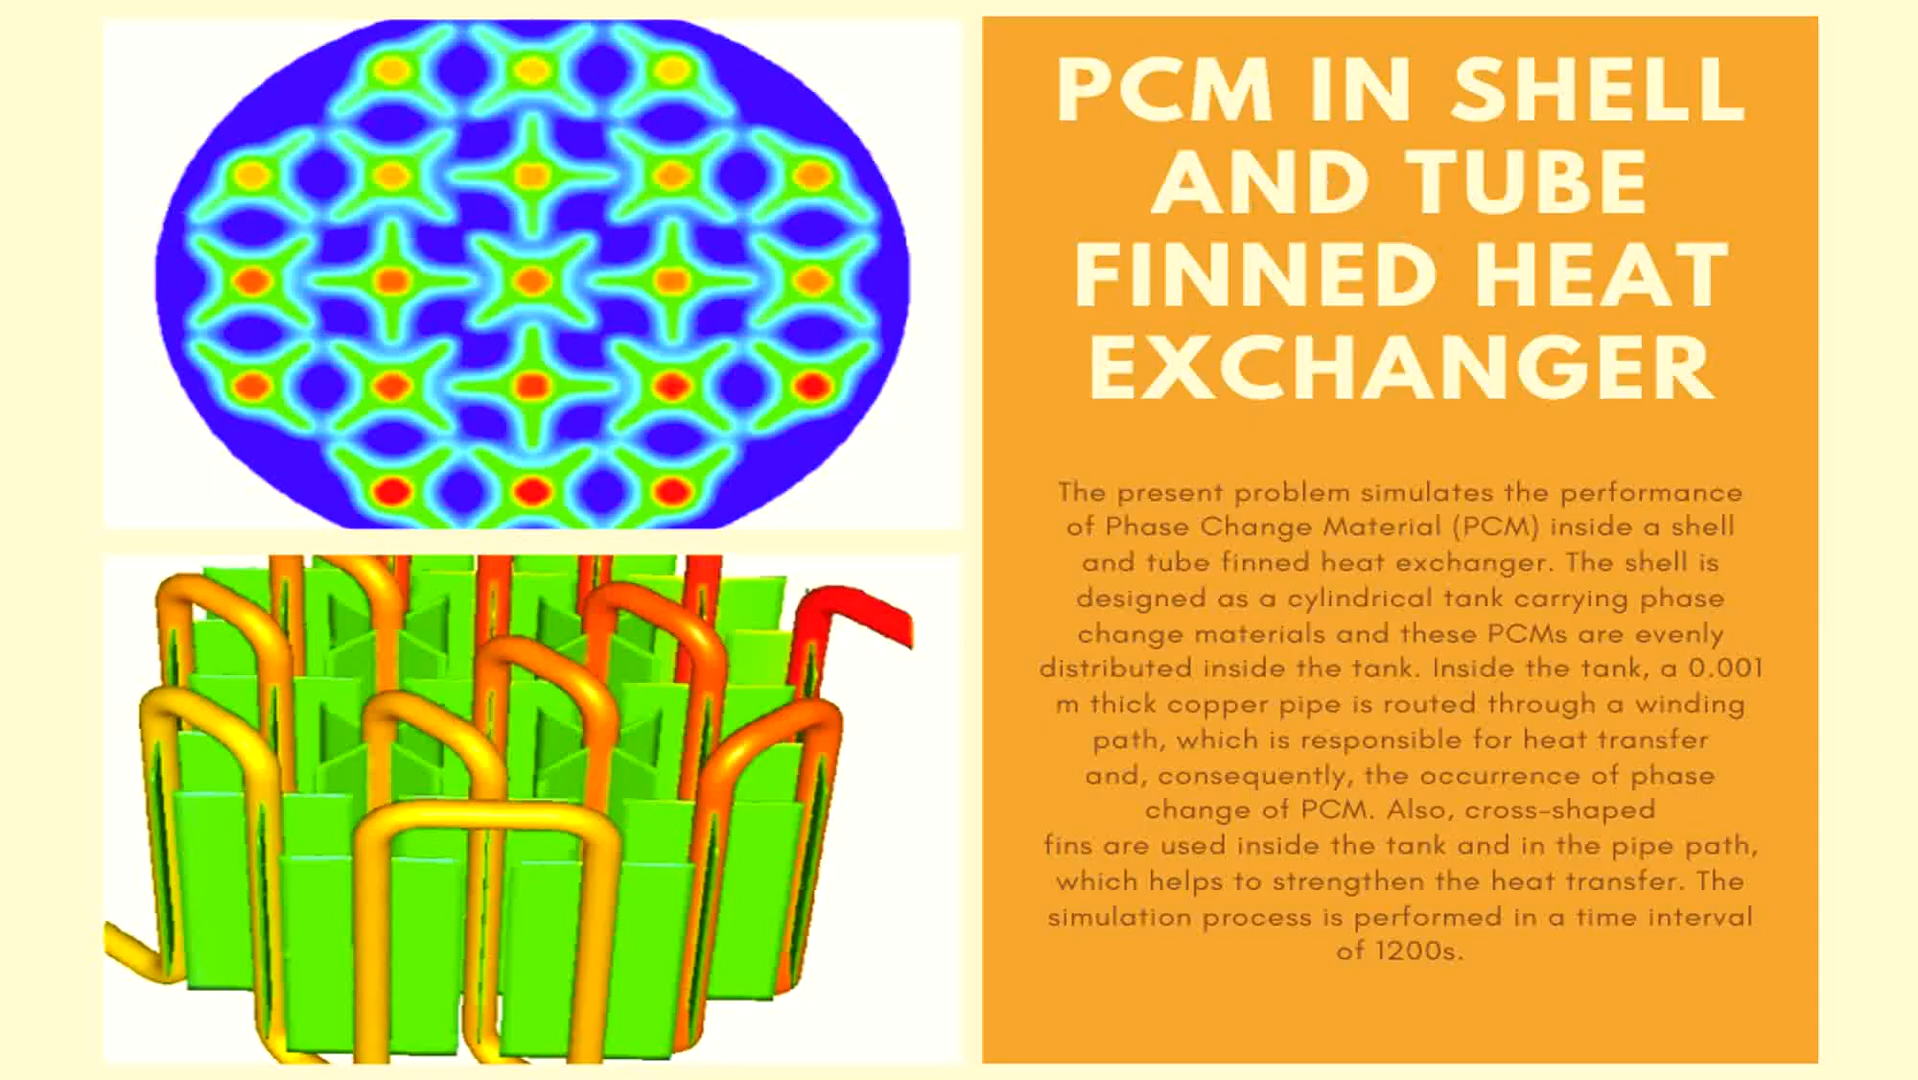 PCM IN SHELL
AND TUBE
FINNED HEAT
EXCHANGER
The present problem simulates the performance
of Phase Change Material (PCM) inside a shell
and tube finned heat exchanger. The shell is
designed as a cylindrical tank carrying phase
change materials and these PCMs are evenly
distributed inside the tank. Inside the tank, a 0.001
m thick copper pipe is routed through a winding
path, which is responsible for heat transfer
and, consequently, the occurrence of phase
change of PCM. Also, cross-shaped
fins are used inside the tank and in the pipe path,
which helps to strengthen the heat transfer. The
simulation process is performed in a time interval
of 1200s.